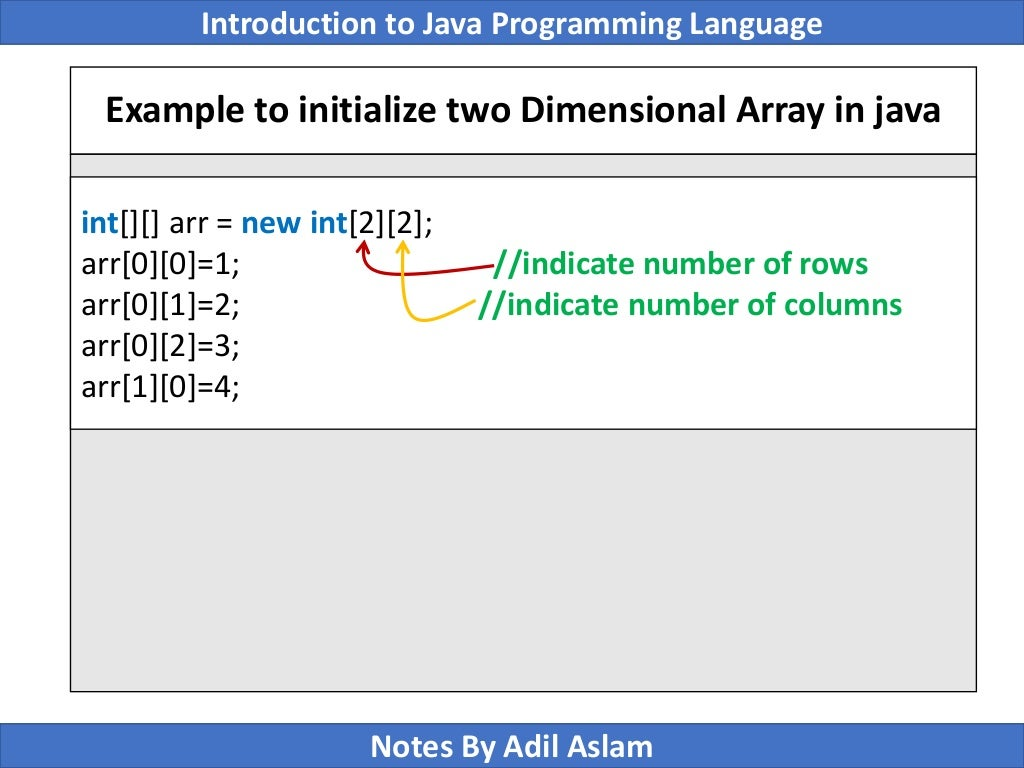 Introduction to Java Programming Language
Example to initialize two Dimensional Array in java
int[][] arr = new int[2][2];
arr[0][0]=1; //indicate number of rows
arr[0][1]=2; //indicate number of columns
arr[0][2]=3;
arr[1][0]=4;
Notes By Adil Aslam